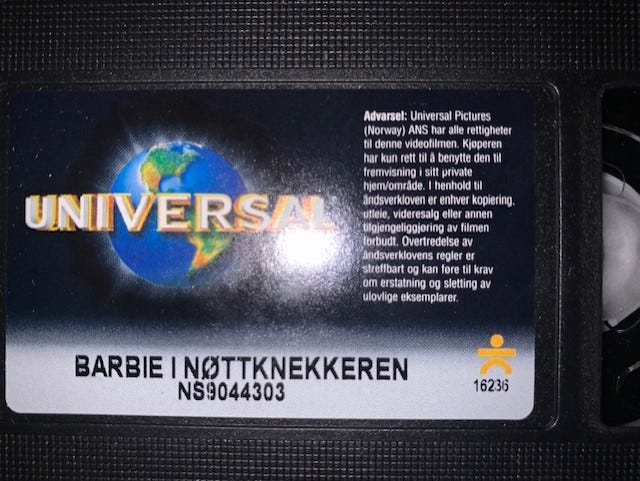 UNIVERSAL
Advarsel: Universal Pictures
(Norway) ANS har alle rettigheter
til denne videofilmen. Kjøperen
har kun rett til å benytte den til
fremvisning i sitt private
hjem/område. I henhold til
åndsverkloven er enhver kopiering,
utleie, videresalg eller annen
tilgjengeliggjøring av filmen
forbudt. Overtredelse av
åndsverklovens regler er
streffbart og kan føre til krav
om erstatning og sletting av
ulovlige eksemplarer.
BARBIE I NØTTKNEKKEREN
NS9044303
16236